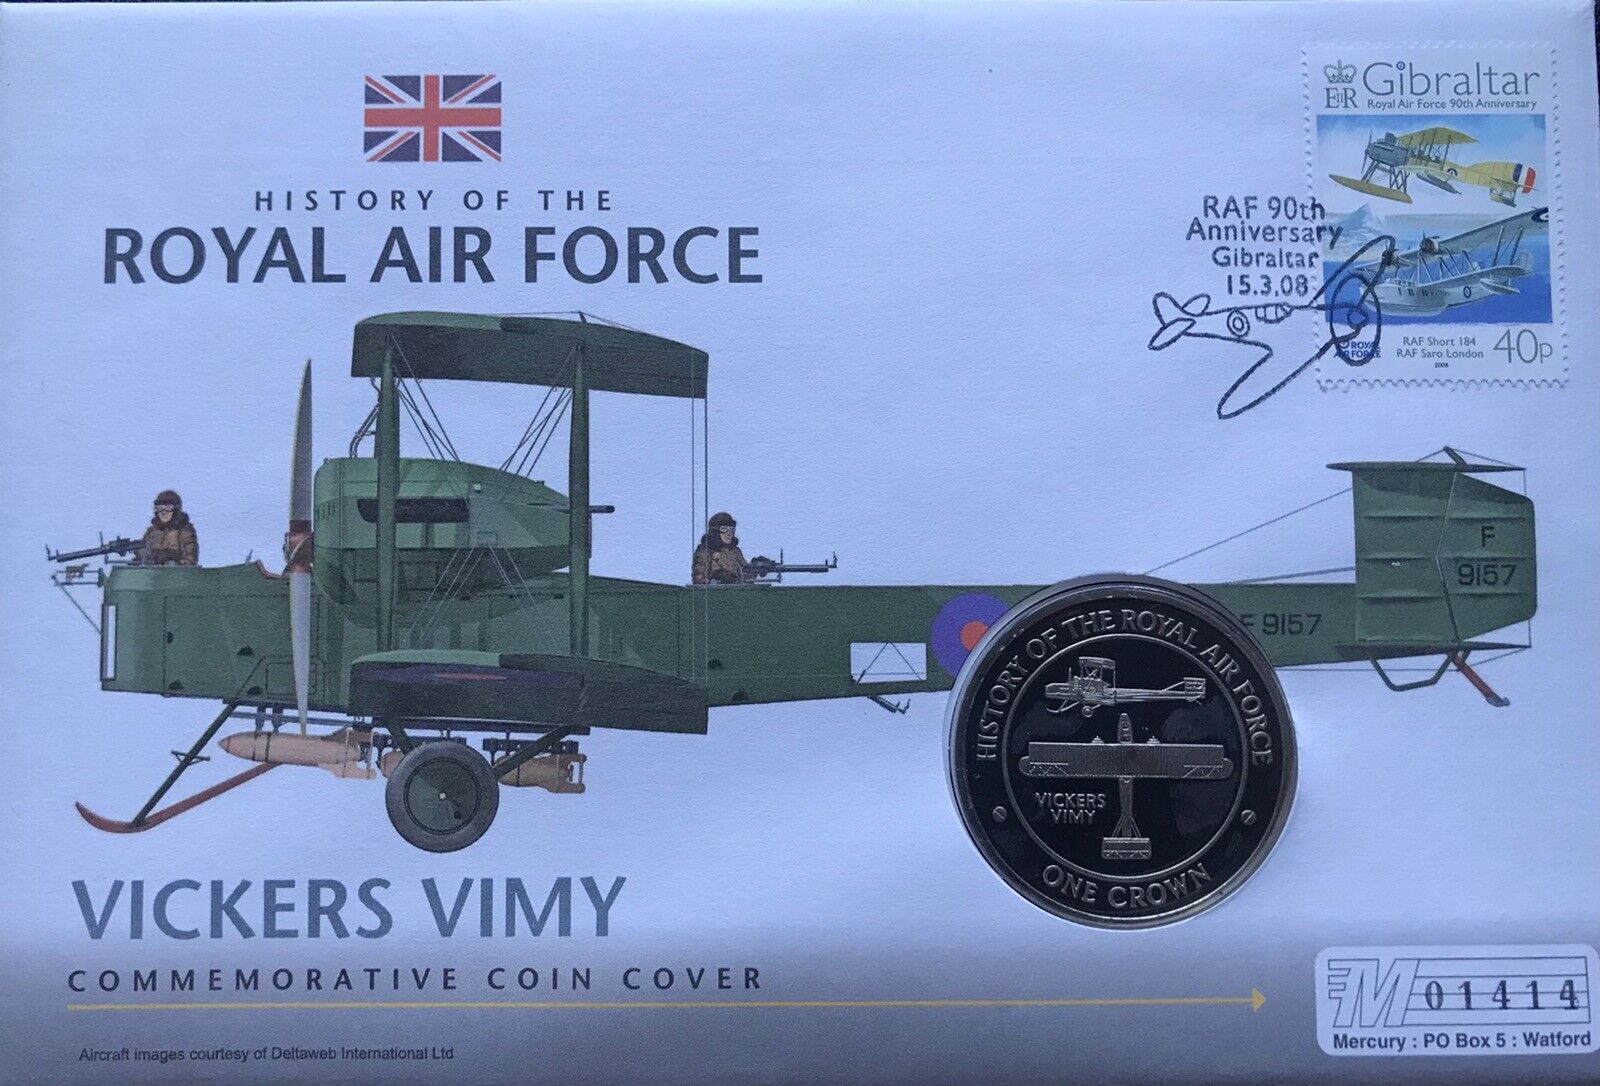 HISTORY OF THE
ROYAL AIR FORCE
EIIR
Gibraltar
Royal Air Force 90th Anniversary
RAF 90th
Anniversary
Gibraltar
15.3.08
ROYAL
AIR FORCE
RAF Short 184
RAF Saro London
2008
40p
F
9157
F 9157
HISTORY OF THE ROYAL AIR FORCE
VICKERS
VIMY
ONE CROWN
VICKERS VIMY
COMMEMORATIVE COIN COVER
Aircraft images courtesy of Deltaweb International Ltd
M 01414
Mercury : PO Box 5 : Watford